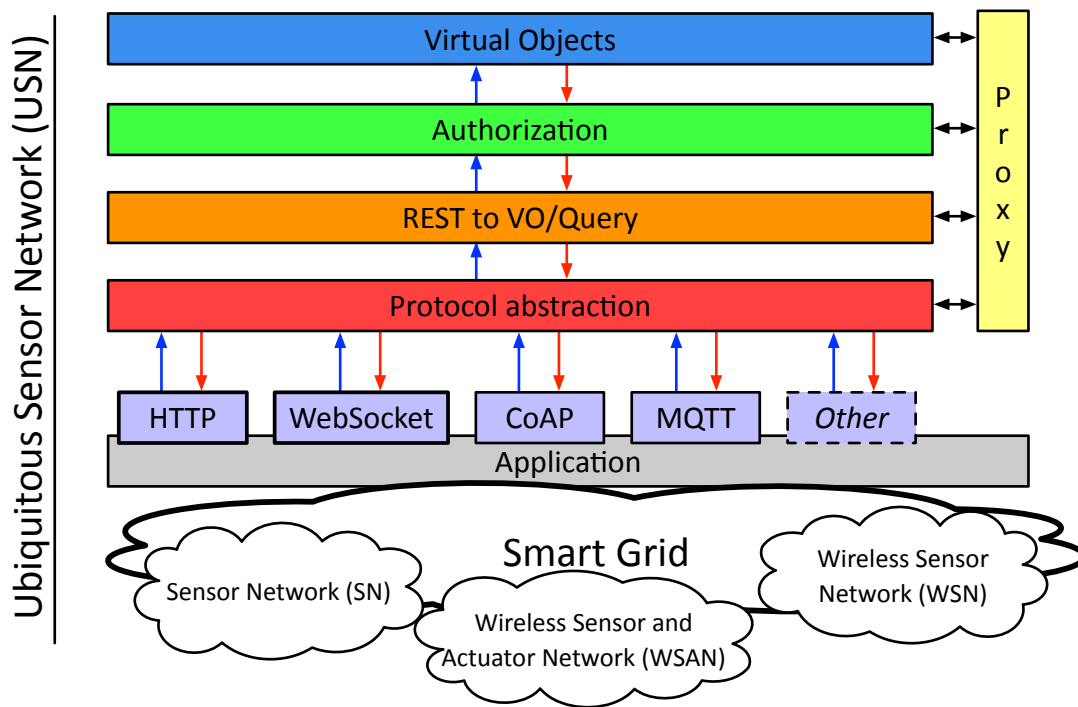 Ubiquitous Sensor Network (USN)
Virtual Objects
Authorization
REST to VO/Query
Protocol abstraction
Proxy
HTTP
WebSocket
CoAP
MQTT
Other
Application
Smart Grid
Sensor Network (SN)
Wireless Sensor and
Actuator Network (WSAN)
Wireless Sensor
Network (WSN)